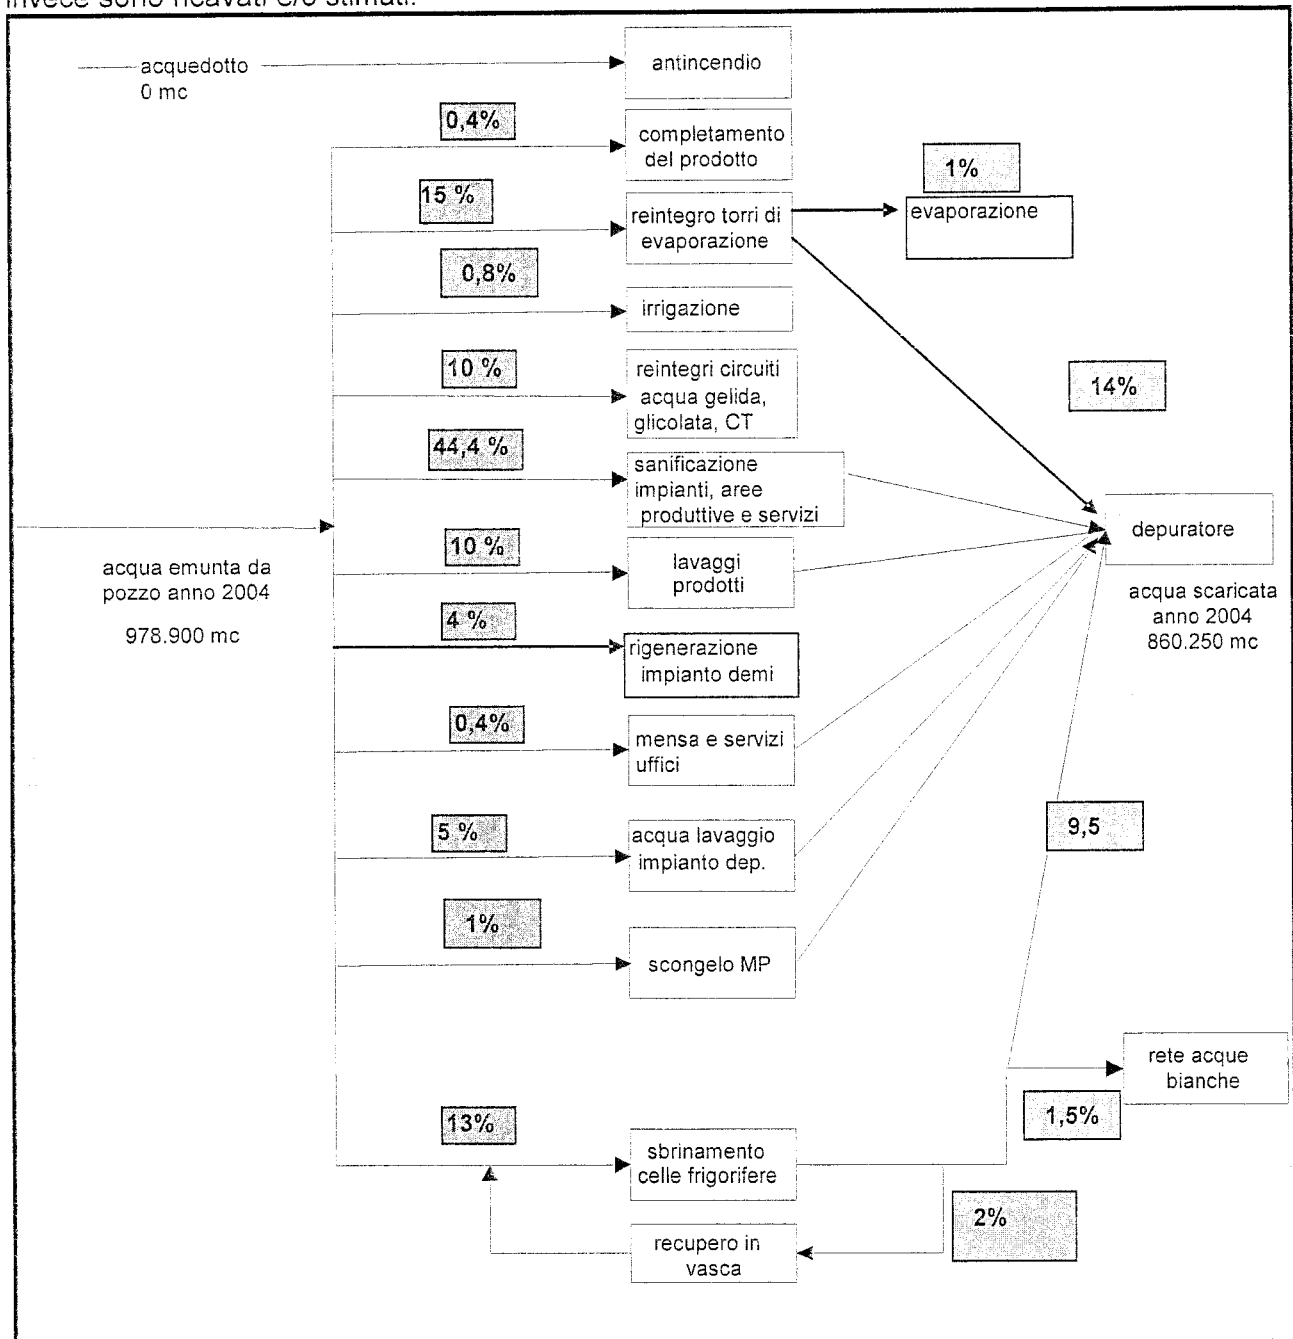 invece sono ricavati e/o stimati.
acquedotto
0 mc
antincendio
0,4%
completamento
del prodotto
15 %
reintegro torri di
evaporazione
1%
evaporazione
0,8%
irrigazione
10 %
reintegri circuiti
acqua gelida,
glicolata, CT
14%
44,4 %
sanificazione
impianti, aree
produttive e servizi
depuratore
acqua scaricata
anno 2004
860.250 mc
acqua emunta da
pozzo anno 2004
978.900 mc
10 %
lavaggi
prodotti
4 %
rigenerazione
impianto demi
0,4%
mensa e servizi
uffici
5 %
acqua lavaggio
impianto dep.
9,5
1%
scongelo MP
rete acque
bianche
1,5%
13%
sbrinamento
celle frigorifere
2%
recupero in
vasca